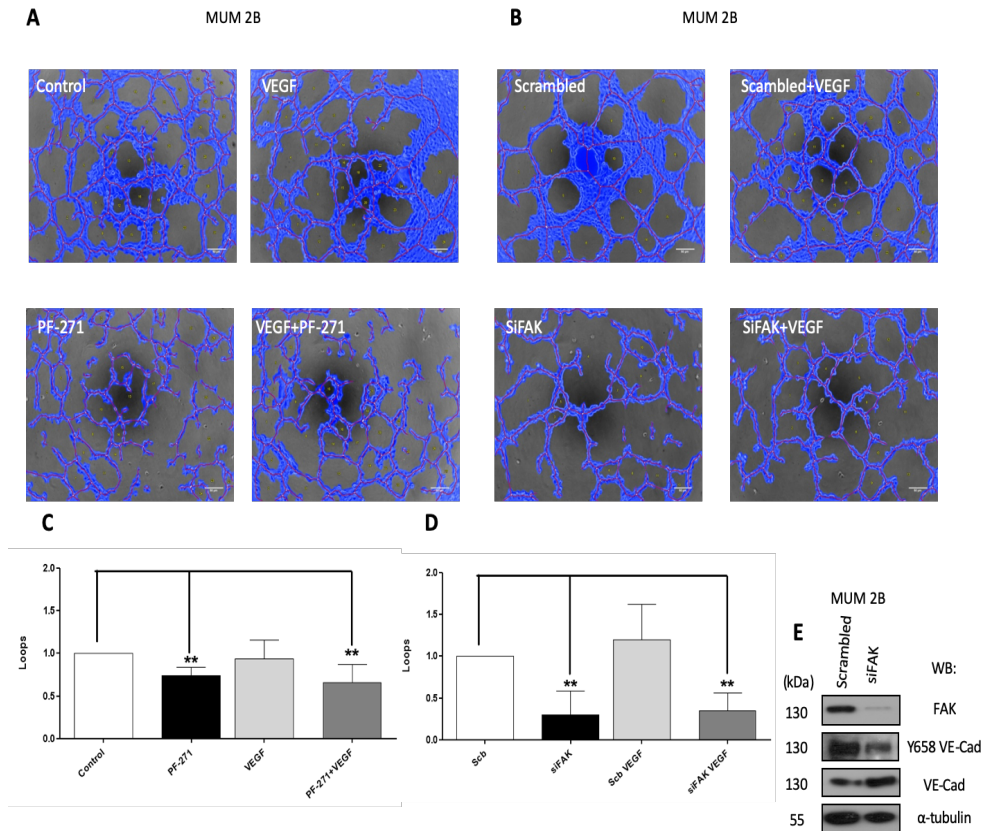 A
MUM 2B
B
MUM 2B
Control
VEGF
Scrambled
Scambled+VEGF
PF-271
VEGF+PF-271
SiFAK
SiFAK+VEGF
C
D
2.0
1.5
1.0
0.5
0.0
Loops
**
**
Control
PF-271
VEGF
PF-271+VEGF
2.0
1.5
1.0
0.5
0.0
Loops
**
**
Scb
siFAK
Scb VEGF
siFAK VEGF
MUM 2B
E
Scrambled
siFAK
WB:
(kDa)
130
FAK
130
Y658 VE-Cad
130
VE-Cad
55
α-tubulin